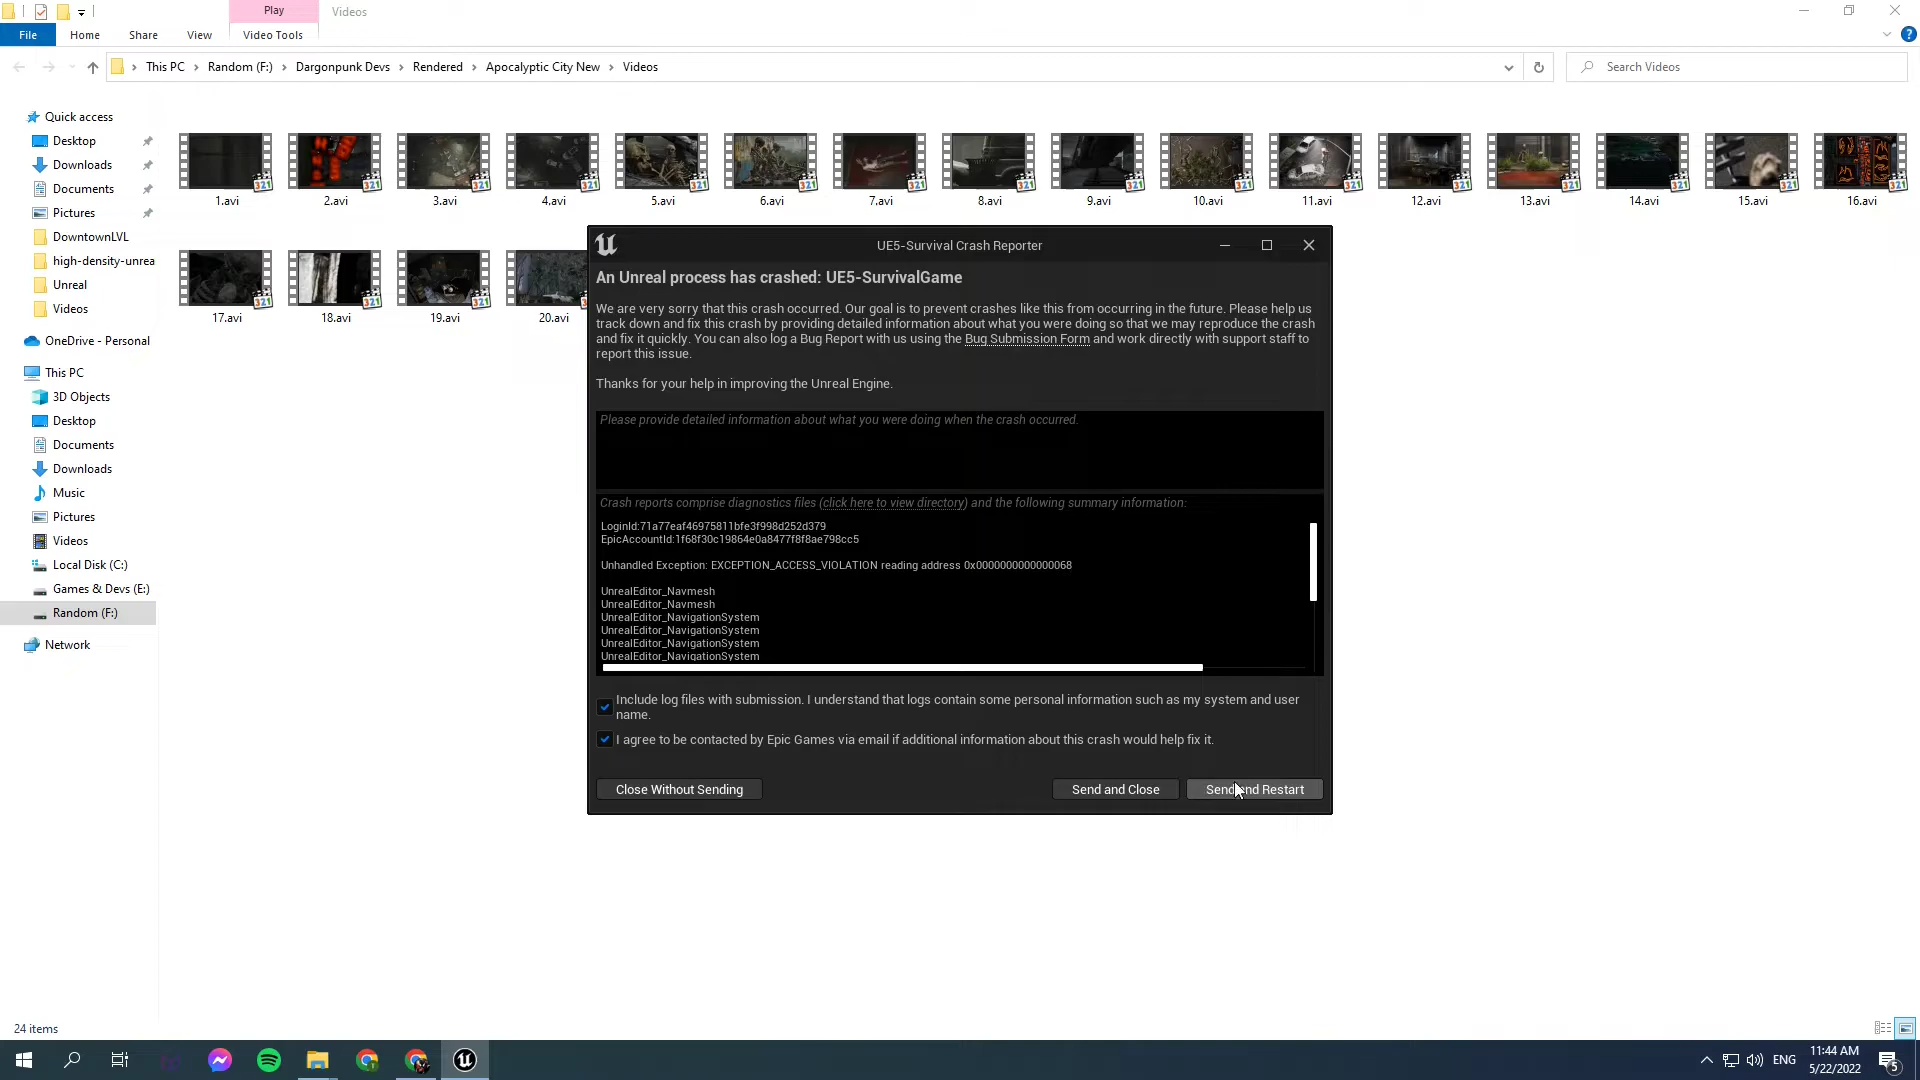 Play
Videos
File
Home
Share
View
Video Tools
This PC
Random (F:)
Dargonpunk Devs
Rendered
Apocalyptic City New
Videos
Search Videos
Quick access
Desktop
Downloads
Documents
Pictures
DowntownLVL
high-density-unrea
Unreal
Videos
OneDrive - Personal
This PC
3D Objects
Desktop
Documents
Downloads
Music
Pictures
Videos
Local Disk (C:)
Games & Devs (E:)
Random (F:)
Network
1.avi
2.avi
3.avi
4.avi
5.avi
6.avi
7.avi
8.avi
9.avi
10.avi
11.avi
12.avi
13.avi
14.avi
15.avi
16.avi
17.avi
18.avi
19.avi
20.avi
UE5-Survival Crash Reporter
An Unreal process has crashed: UE5-SurvivalGame
We are very sorry that this crash occurred. Our goal is to prevent crashes like this from occurring in the future. Please help us
track down and fix this crash by providing detailed information about what you were doing so that we may reproduce the crash
and fix it quickly. You can also log a Bug Report with us using the Bug Submission Form and work directly with support staff to
report this issue.
Thanks for your help in improving the Unreal Engine.
Please provide detailed information about what you were doing when the crash occurred.
Crash reports comprise diagnostics files (click here to view directory) and the following summary information:
LoginId:71a77eaf46975811bfe3f998d252d379
EpicAccountId:1f68f30c19864e0a8477f8f8ae798cc5
Unhandled Exception: EXCEPTION_ACCESS_VIOLATION reading address 0x0000000000000068
UnrealEditor_Navmesh
UnrealEditor_Navmesh
UnrealEditor_NavigationSystem
UnrealEditor_NavigationSystem
UnrealEditor_NavigationSystem
UnrealEditor_NavigationSystem
Include log files with submission. I understand that logs contain some personal information such as my system and user
name.
I agree to be contacted by Epic Games via email if additional information about this crash would help fix it.
Close Without Sending
Send and Close
Send and Restart
24 items
ENG
11:44 AM
5/22/2022
5